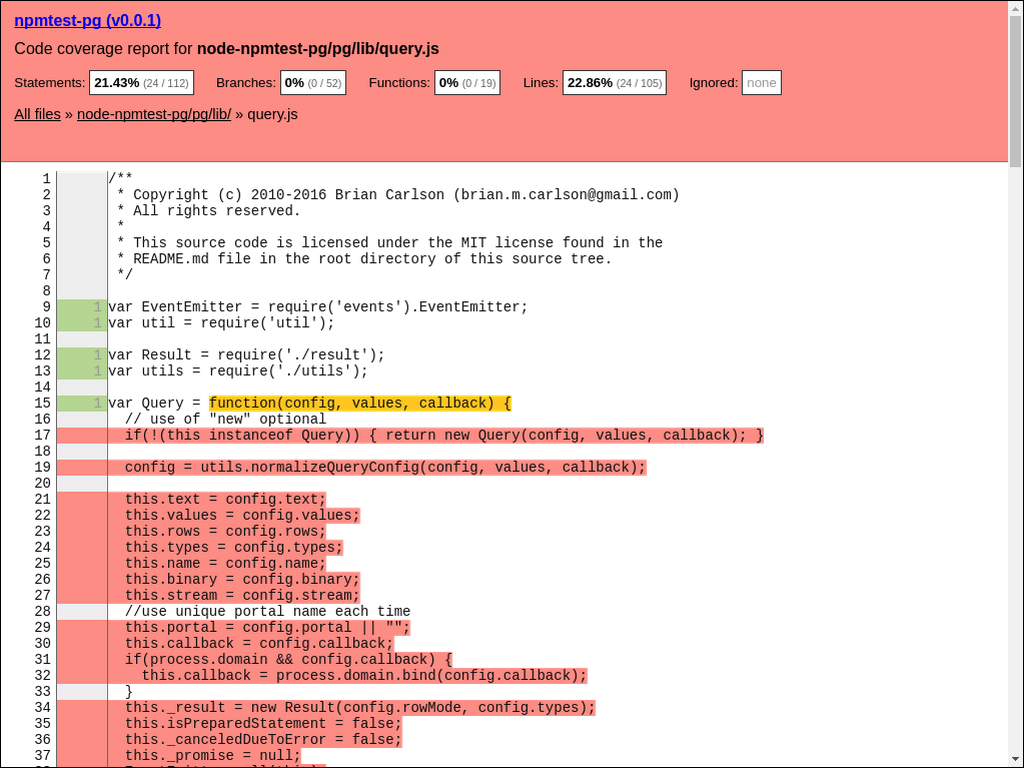 npmtest-pg (v0.0.1)
Code coverage report for node-npmtest-pg/pg/lib/query.js
Statements: 21.43% (24 / 112) Branches: 0% (0 / 52) Functions: 0% (0 / 19) Lines: 22.86% (24 / 105) Ignored: none
All files » node-npmtest-pg/pg/lib/ » query.js
1 /**
2  * Copyright (c) 2010-2016 Brian Carlson (brian.m.carlson@gmail.com)
3  * All rights reserved.
4  *
5  * This source code is licensed under the MIT license found in the
6  * README.md file in the root directory of this source tree.
7  */
8
9 1 var EventEmitter = require('events').EventEmitter;
10 1 var util = require('util');
11
12 1 var Result = require('./result');
13 1 var utils = require('./utils');
14
15 1 var Query = function(config, values, callback) {
16   // use of "new" optional
17   if(!(this instanceof Query)) { return new Query(config, values, callback); }
18
19   config = utils.normalizeQueryConfig(config, values, callback);
20
21   this.text = config.text;
22   this.values = config.values;
23   this.rows = config.rows;
24   this.types = config.types;
25   this.name = config.name;
26   this.binary = config.binary;
27   this.stream = config.stream;
28   //use unique portal name each time
29   this.portal = config.portal || "";
30   this.callback = config.callback;
31   if(process.domain && config.callback) {
32     this.callback = process.domain.bind(config.callback);
33   }
34   this._result = new Result(config.rowMode, config.types);
35   this.isPreparedStatement = false;
36   this._canceledDueToError = false;
37   this._promise = null;